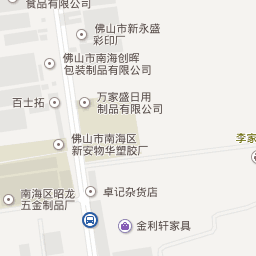 食品有限公司
佛山市新永盛
彩印厂
佛山市南海创晖
包装制品有限公司
百士拓
万家盛日用
制品有限公司
佛山市南海区
新安物华塑胶厂
李家
南海区昭龙
五金制品厂
卓记杂货店
金利轩家具